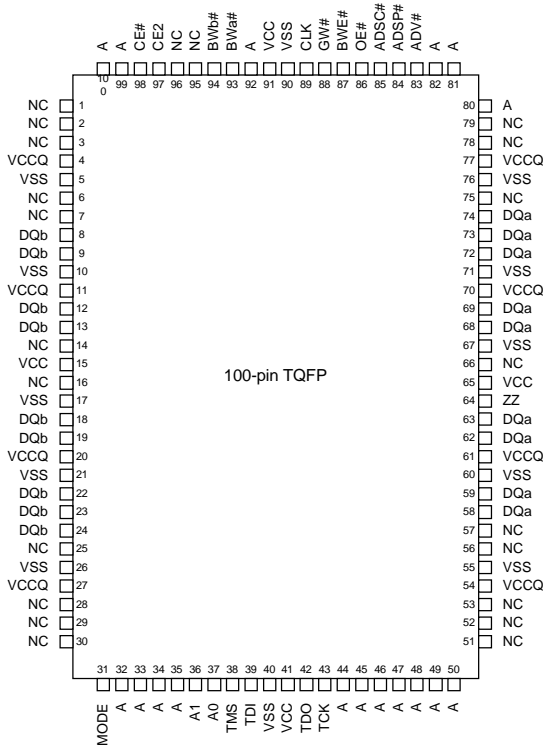 A A CE# CE2 NC NC BWb# BWa# A VCC VSS CLK GW# BWE# OE# ADSC# ADSP# ADV# A A
100 99 98 97 96 95 94 93 92 91 90 89 88 87 86 85 84 83 82 81
NC 1 80 A
NC 2 79 NC
NC 3 78 NC
VCCQ 4 77 VCCQ
VSS 5 76 VSS
NC 6 75 NC
NC 7 74 DQa
DQb 8 73 DQa
DQb 9 72 DQa
VSS 10 71 VSS
VCCQ 11 70 VCCQ
DQb 12 69 DQa
DQb 13 68 DQa
NC 14 67 VSS
VCC 15 66 NC
NC 16 65 VCC
VSS 17 64 ZZ
DQb 18 63 DQa
DQb 19 62 DQa
VCCQ 20 61 VCCQ
VSS 21 60 VSS
DQb 22 59 DQa
DQb 23 58 DQa
DQb 24 57 NC
NC 25 56 NC
VSS 26 55 VSS
VCCQ 27 54 VCCQ
NC 28 53 NC
NC 29 52 NC
NC 30 51 NC
100-pin TQFP
31 32 33 34 35 36 37 38 39 40 41 42 43 44 45 46 47 48 49 50
MODE A A A A A1 A0 TMS TDI VSS VCC TDO TCK A A A A A A A